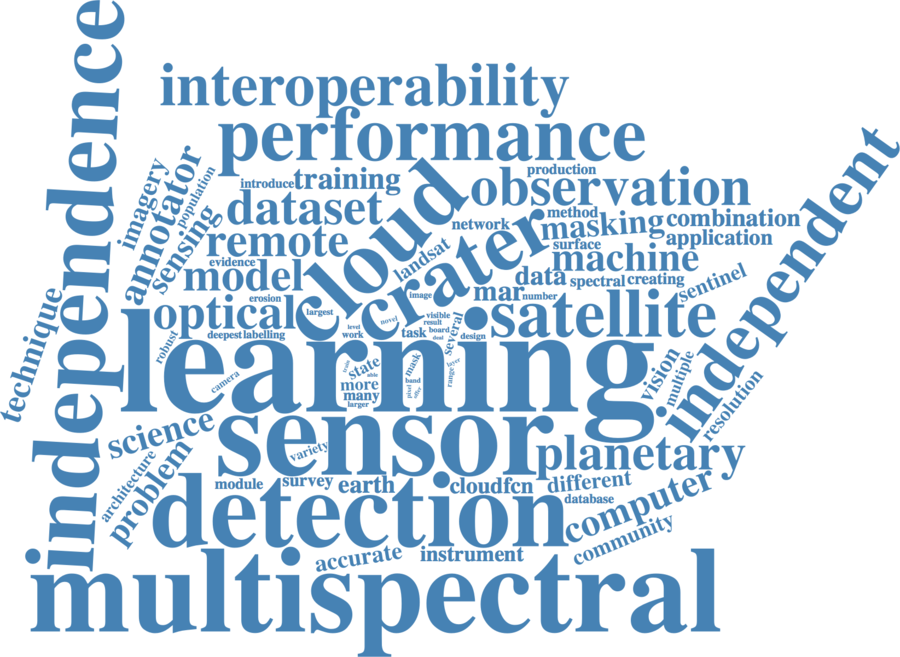 independence
interoperability
performance
imagery
annotator
population
sensing
introduce
training
production
observation
dataset
cloud
network
method
masking
combination
application
independent
remote
evidence
model
landsat
crater
surface
machine
data
spectral
creating
sentinel
erosion
image
mar
number
optical
largest
novel
visible
result
satellite
technique
robust
deepest
labelling
level
work
task
board
deal
several
design
learning
camera
train
state
able
more
many
larger
mask
band
pixel
layer
range
vision
multiple
resolution
science
sensor
variety
planetary
architecture
problem
module
survey
earth
cloudfcn
different
database
computer
community
detection
accurate
instrument
multispectral